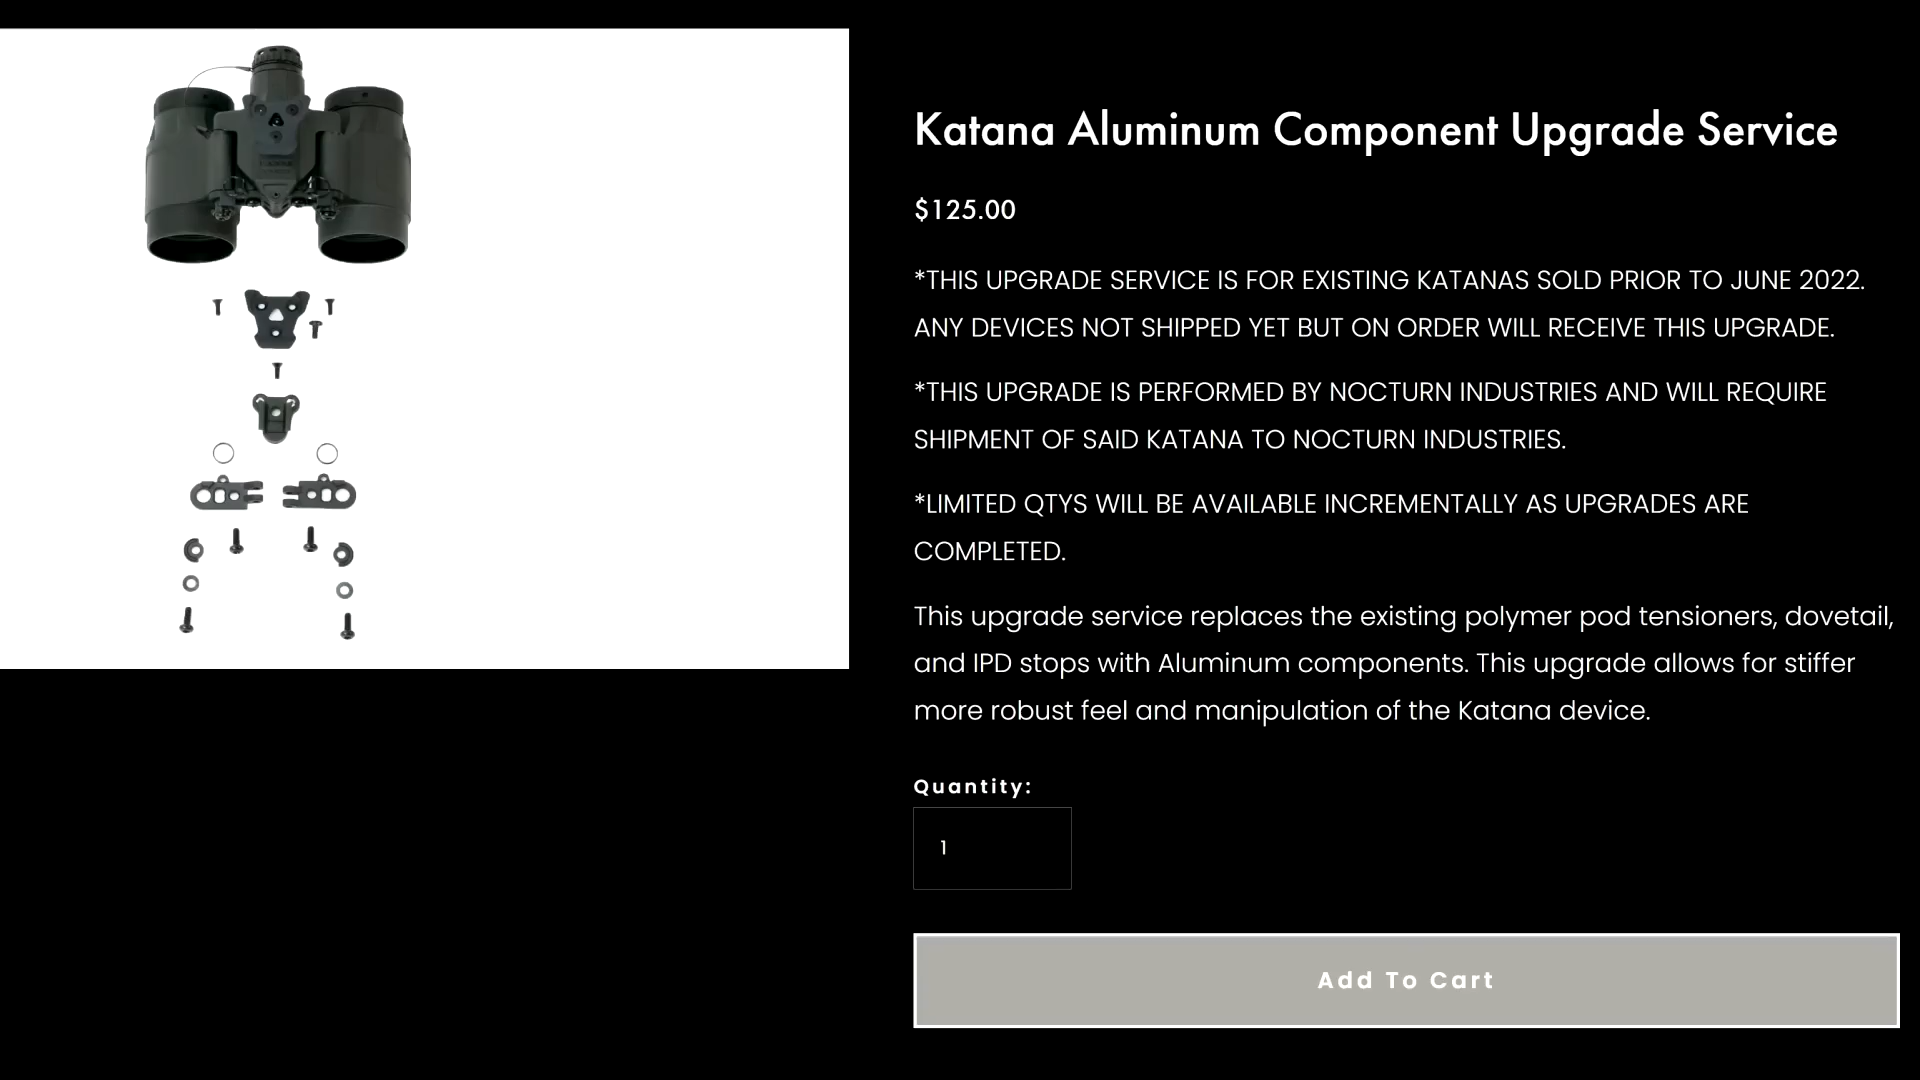 Katana Aluminum Component Upgrade Service
$125.00
*THIS UPGRADE SERVICE IS FOR EXISTING KATANAS SOLD PRIOR TO JUNE 2022.
ANY DEVICES NOT SHIPPED YET BUT ON ORDER WILL RECEIVE THIS UPGRADE.
*THIS UPGRADE IS PERFORMED BY NOCTURN INDUSTRIES AND WILL REQUIRE
SHIPMENT OF SAID KATANA TO NOCTURN INDUSTRIES.
*LIMITED QTYS WILL BE AVAILABLE INCREMENTALLY AS UPGRADES ARE
COMPLETED.
This upgrade service replaces the existing polymer pod tensioners, dovetail,
and IPD stops with Aluminum components. This upgrade allows for stiffer
more robust feel and manipulation of the Katana device.
Quantity:
1
Add To Cart